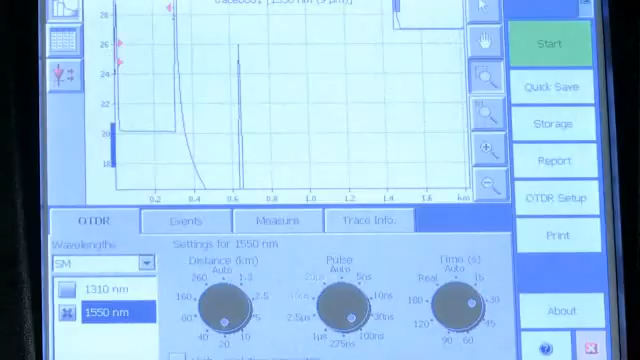 1550 nm (9 µm)
28
26
24
22
20
18
0.2 0.4 0.6 0.8 1.0 1.2 1.4 1.6 km
Start
Quick Save
Storage
Report
OTDR Setup
Print
About
OTDR Events Measure Trace Info.
Wavelengths
SM
1310 nm
1550 nm
Settings for 1550 nm
Distance (km)
Auto
260 1.3
160 2.5
80 5
40 10
20
Pulse
Auto
5ns
10ns
2.5µs 30ns
1µs 100ns
275ns
Time (s)
Auto
Real 15
180 30
120 45
90 60